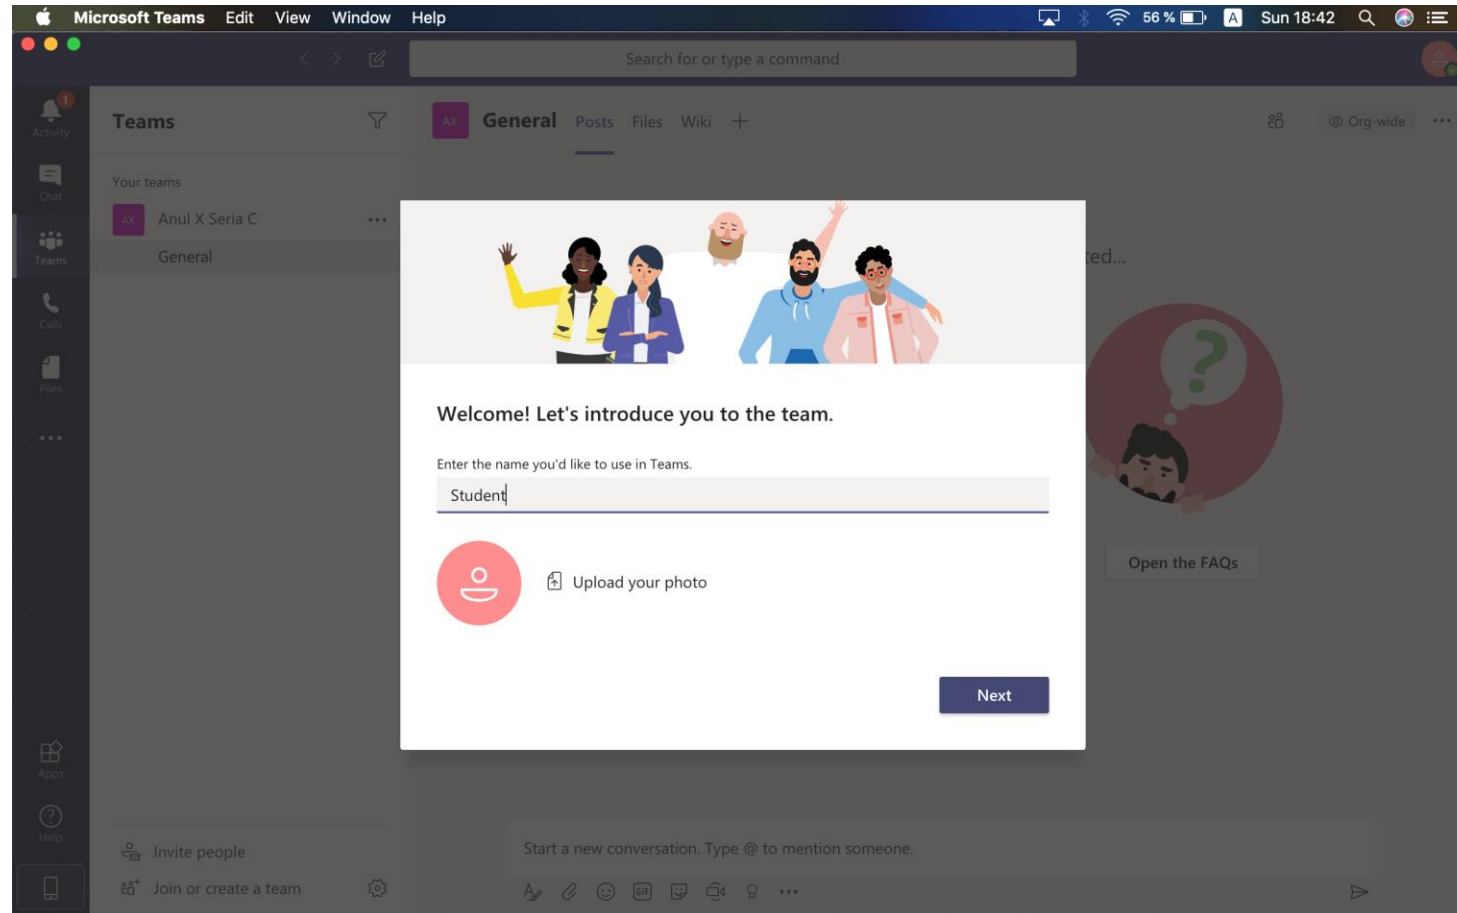 Microsoft Teams Edit View Window Help 56 % A Sun 18:42
Search for or type a command
1
Activity
Teams
AX General Posts Files Wiki
Org-wide
Chat
Your teams
AX Anul X Seria C
General
Teams
ted...
Calls
Files
Welcome! Let's introduce you to the team.
Enter the name you'd like to use in Teams.
Student
Upload your photo
Open the FAQs
Next
Apps
Help
Invite people
Join or create a team
Start a new conversation. Type @ to mention someone.
GIF